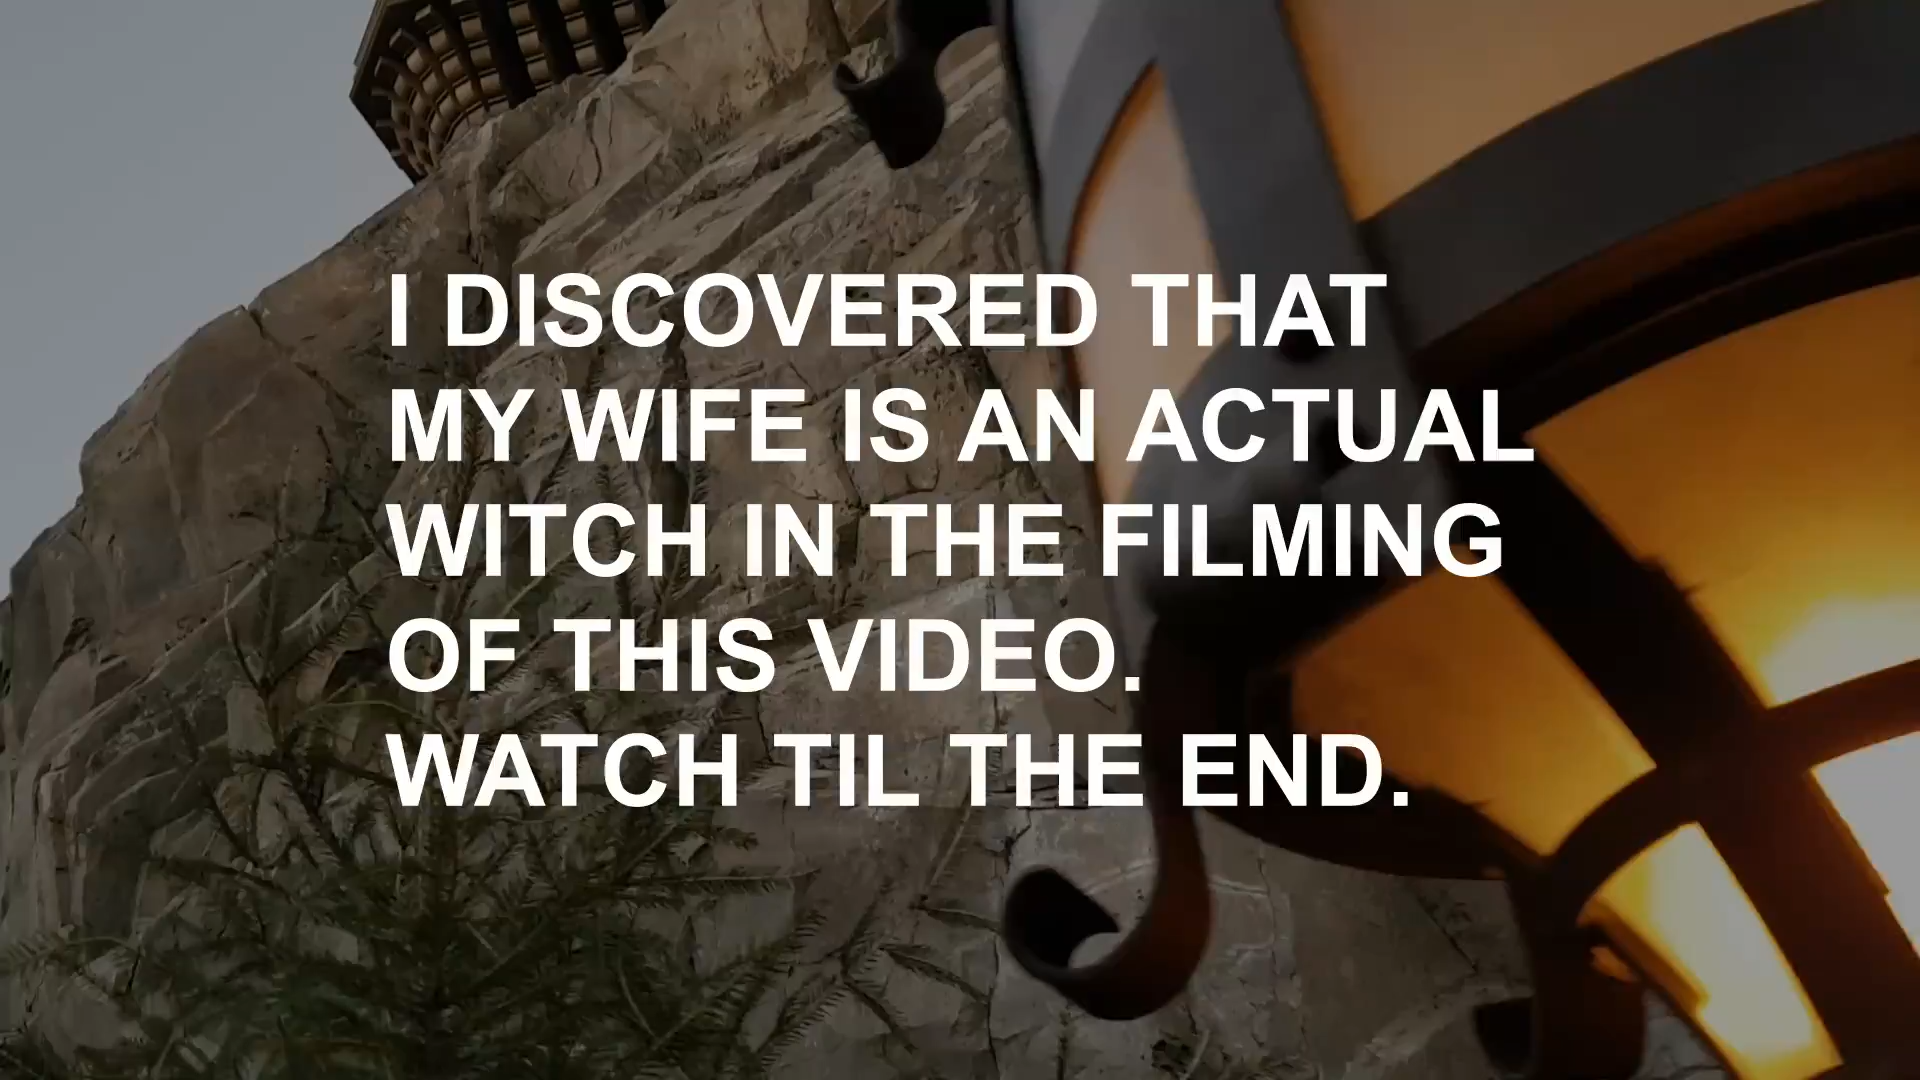 I DISCOVERED THAT
MY WIFE IS AN ACTUAL
WITCH IN THE FILMING
OF THIS VIDEO.
WATCH TIL THE END.